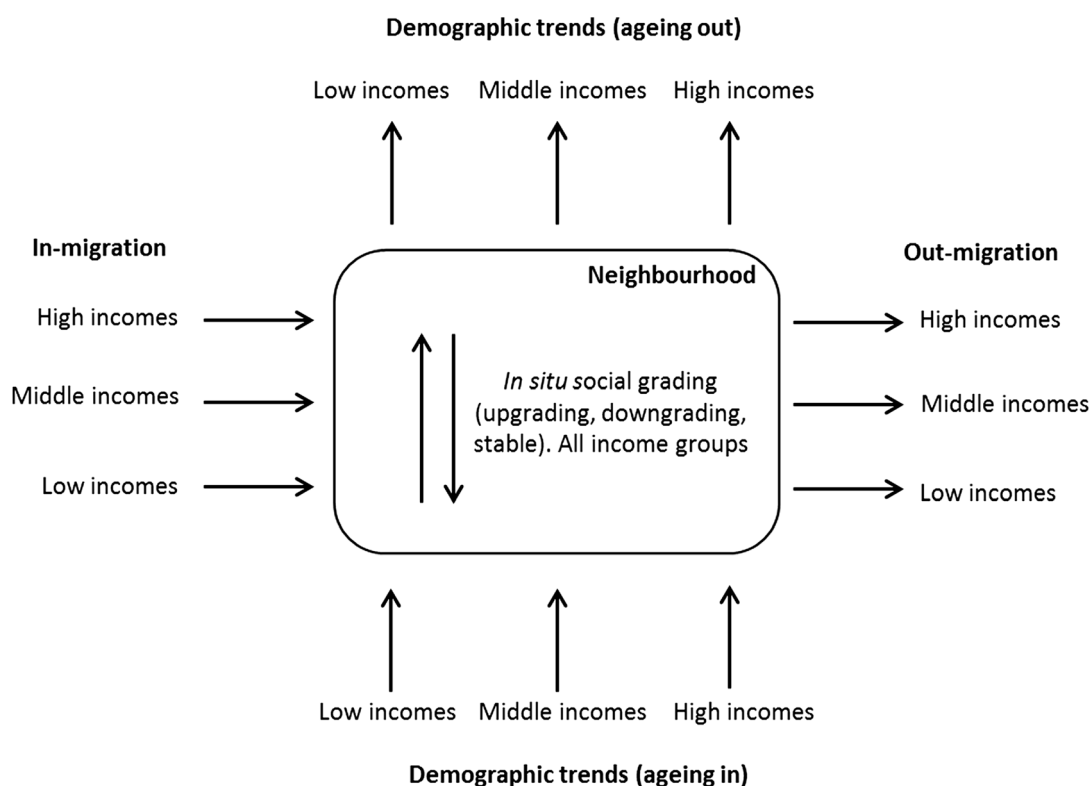 Demographic trends (ageing out)
Low incomes
Middle incomes
High incomes
In-migration
High incomes
Middle incomes
Low incomes
Neighbourhood
In situ social grading
(upgrading, downgrading,
stable). All income groups
Out-migration
High incomes
Middle incomes
Low incomes
Low incomes
Middle incomes
High incomes
Demographic trends (ageing in)